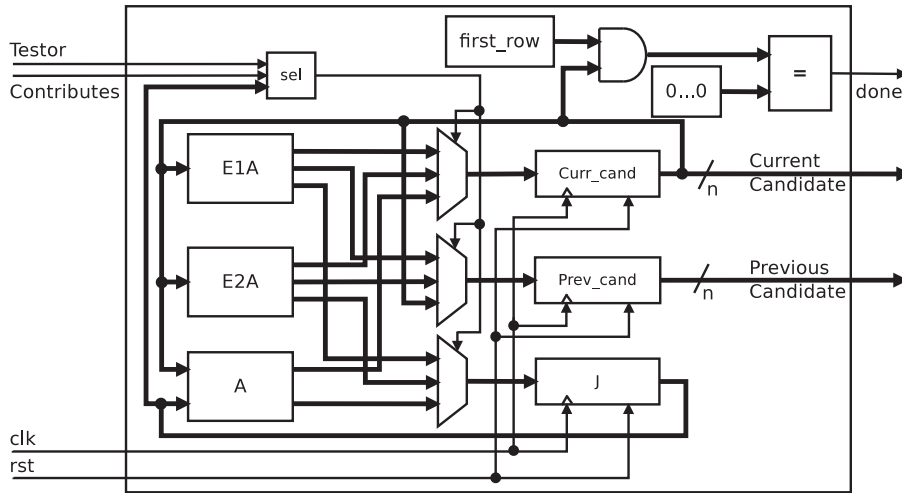 first_row
Testor
sel
=
Contributes
0...0
done
E1A
Curr_cand
Current
Candidate
n
E2A
Prev_cand
Previous
Candidate
n
A
J
clk
rst